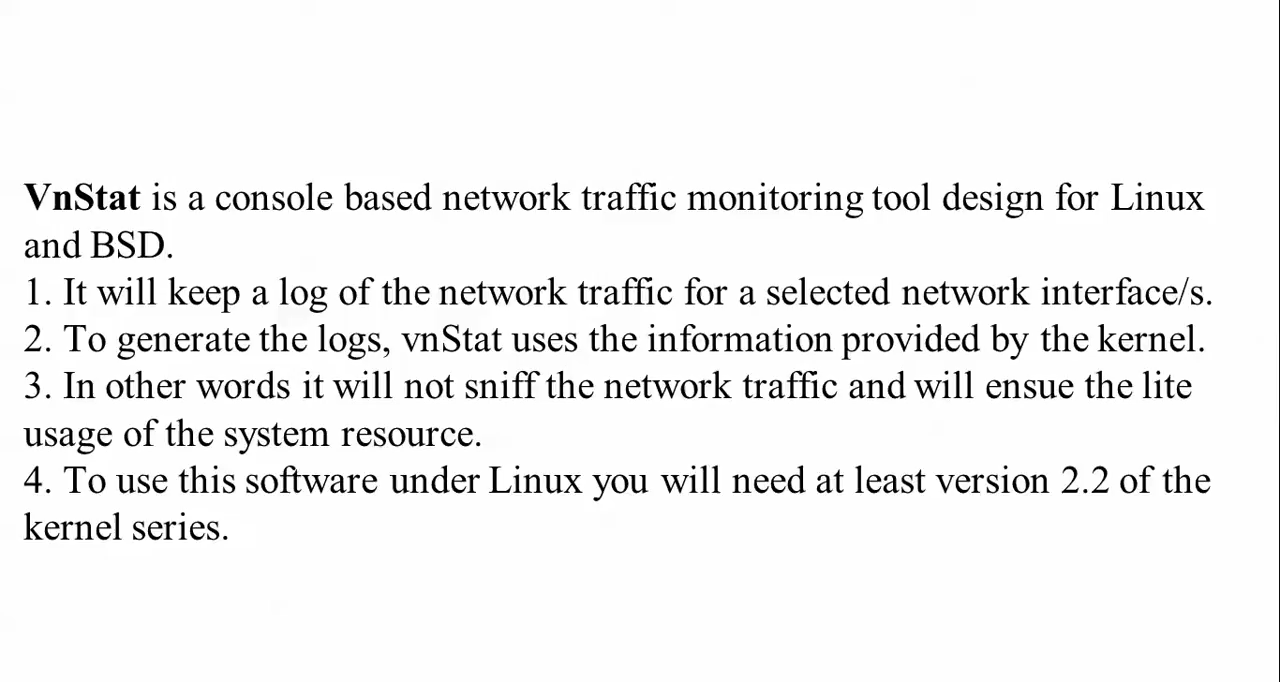 VnStat is a console based network traffic monitoring tool design for Linux
and BSD.
1. It will keep a log of the network traffic for a selected network interface/s.
2. To generate the logs, vnStat uses the information provided by the kernel.
3. In other words it will not sniff the network traffic and will ensue the lite
usage of the system resource.
4. To use this software under Linux you will need at least version 2.2 of the
kernel series.